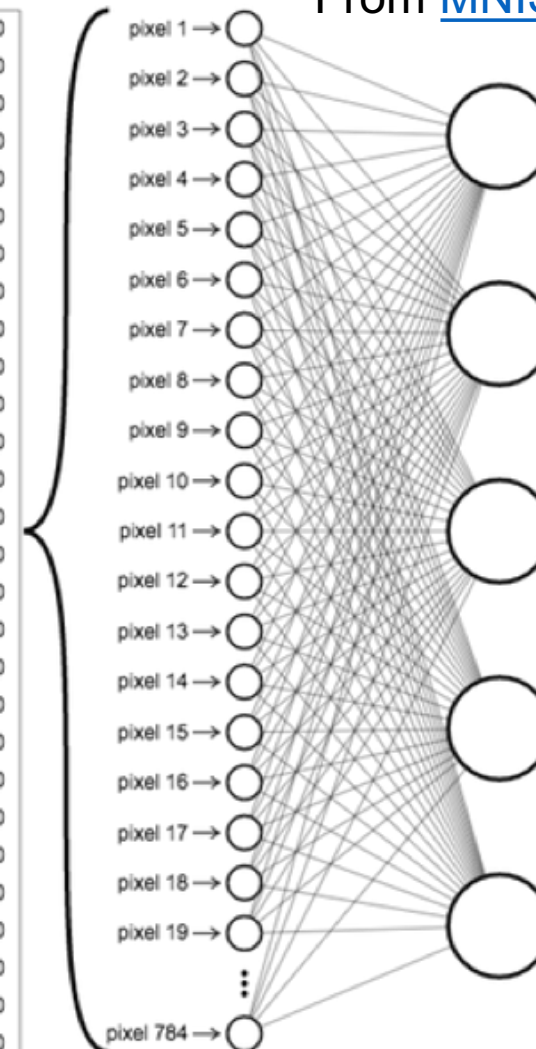 From MNIS
pixel 1
pixel 2
pixel 3
pixel 4
pixel 5
pixel 6
pixel 7
pixel 8
pixel 9
pixel 10
pixel 11
pixel 12
pixel 13
pixel 14
pixel 15
pixel 16
pixel 17
pixel 18
pixel 19
pixel 784